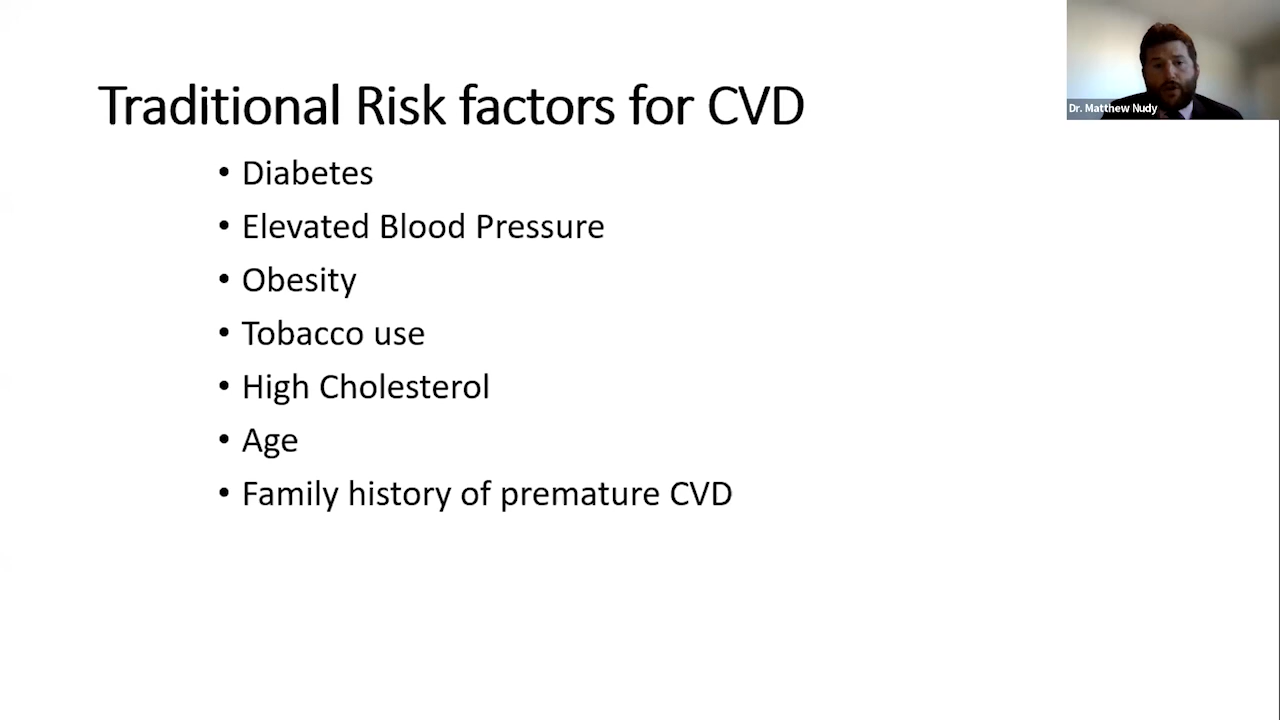 Traditional Risk factors for CVD
• Diabetes
• Elevated Blood Pressure
• Obesity
• Tobacco use
• High Cholesterol
• Age
• Family history of premature CVD
Dr. Matthew Nudy